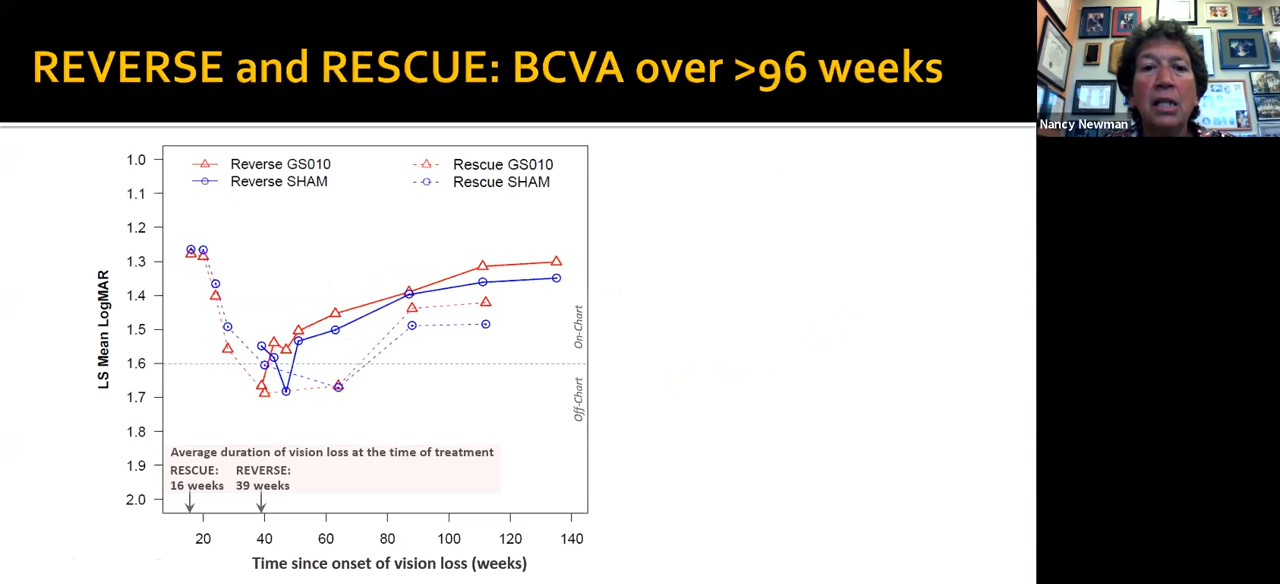 REVERSE and RESCUE: BCVA over >96 weeks
Nancy Newman
Reverse GS010
Reverse SHAM
Rescue GS010
Rescue SHAM
LS Mean LogMAR
1.0
1.1
1.2
1.3
1.4
1.5
1.6
1.7
1.8
1.9
2.0
On-Chart
Off-Chart
Average duration of vision loss at the time of treatment
RESCUE: REVERSE:
16 weeks 39 weeks
20 40 60 80 100 120 140
Time since onset of vision loss (weeks)